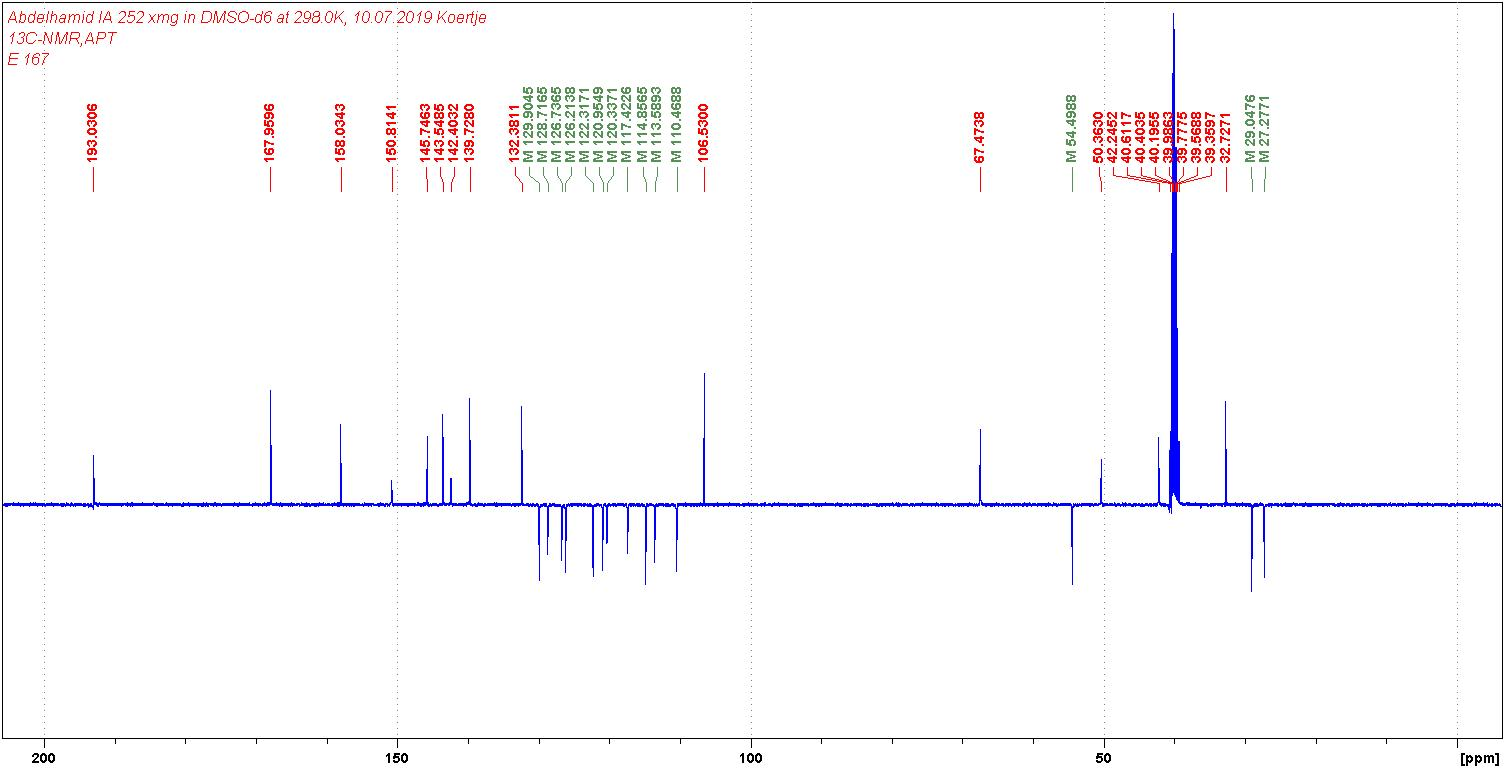 Abdelhamid IA 252 xmg in DMSO-d6 at 298.0K, 10.07.2019 Koertje
13C-NMR,APT
E 167
193.0306
167.9596
158.0343
150.8141
145.7463
143.5485
142.4032
139.7280
132.3811
M 129.9045
M 128.7165
M 126.7365
M 126.2138
M 122.3171
M 120.9549
M 120.3371
M 117.4226
M 114.8565
M 113.5893
M 110.4688
106.5300
67.4738
M 54.4988
50.3630
42.2452
40.6117
40.4035
40.1955
39.9863
39.7775
39.5688
39.3597
32.7271
M 29.0476
M 27.2771
200 150 100 50 [ppm]